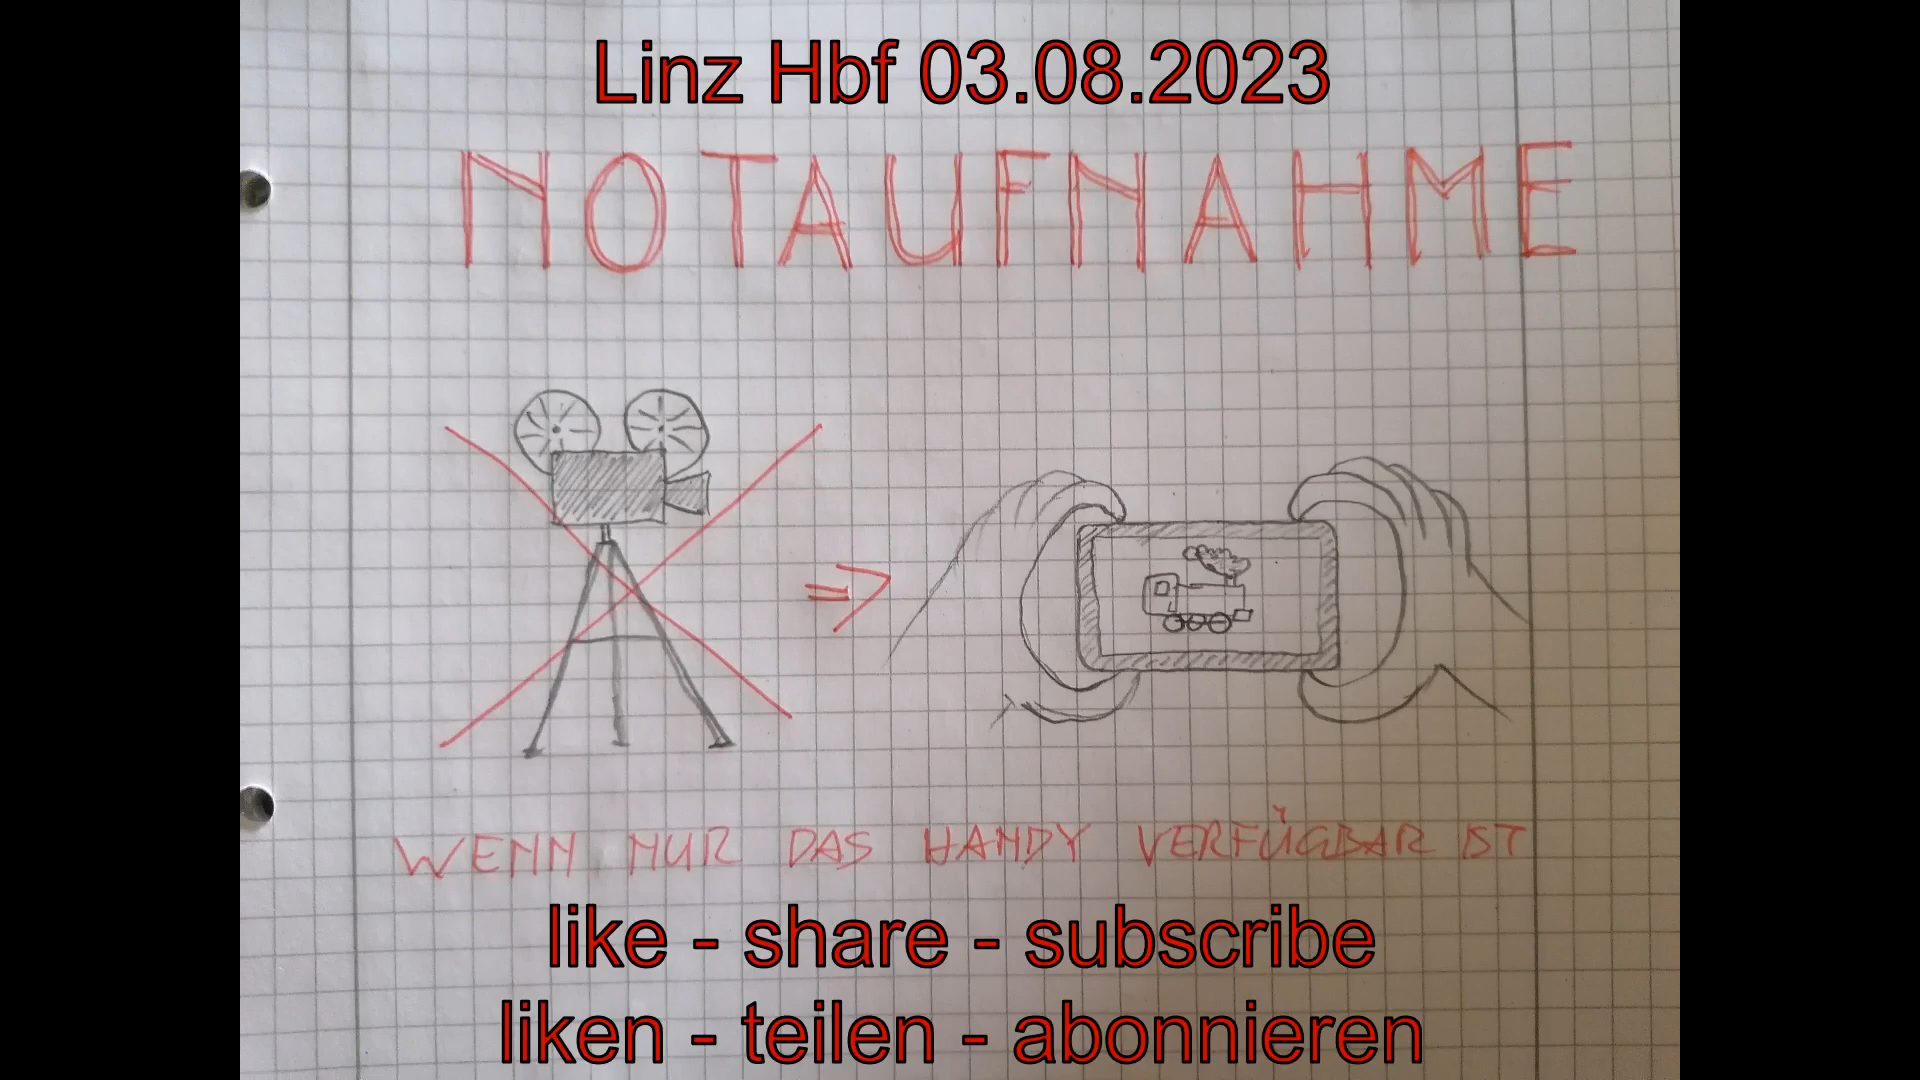 Linz Hbf 03.08.2023
NOTAUFNAHME
WENN NUR DAS HANDY VERFÜGBAR IST
like - share - subscribe
liken - teilen - abonnieren